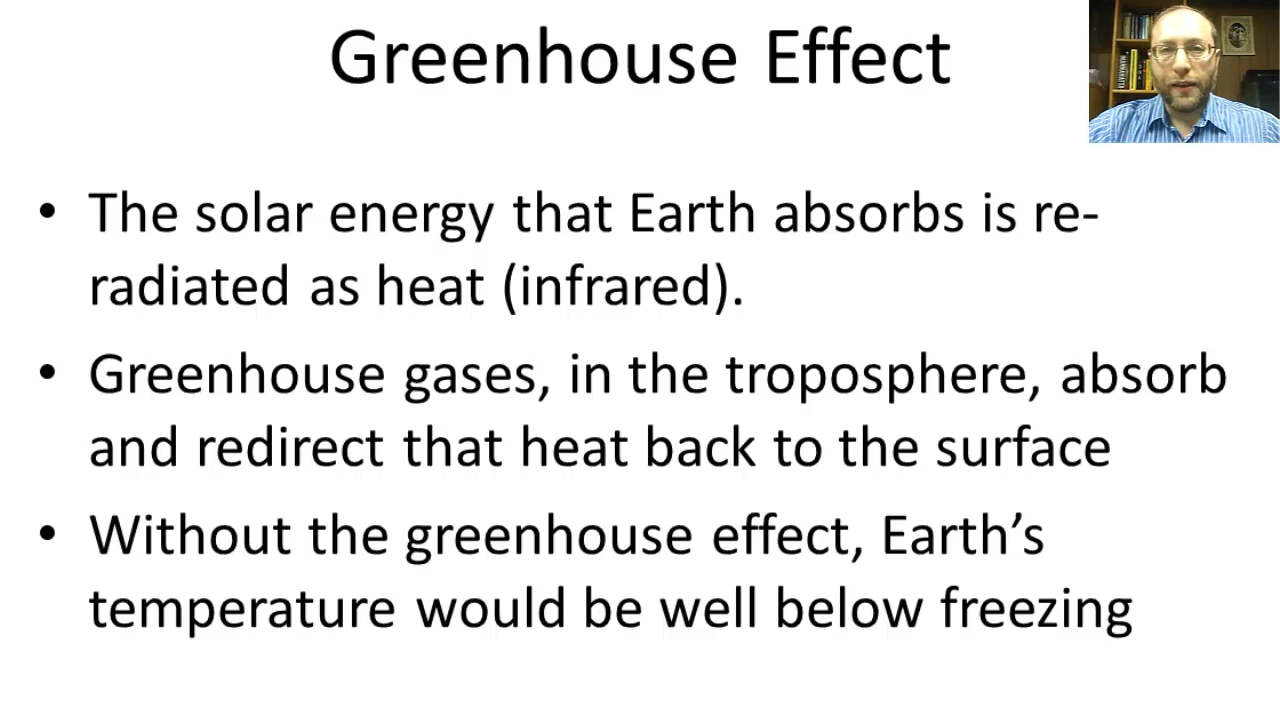 Greenhouse Effect
• The solar energy that Earth absorbs is re-
radiated as heat (infrared).
• Greenhouse gases, in the troposphere, absorb
and redirect that heat back to the surface
• Without the greenhouse effect, Earth’s
temperature would be well below freezing